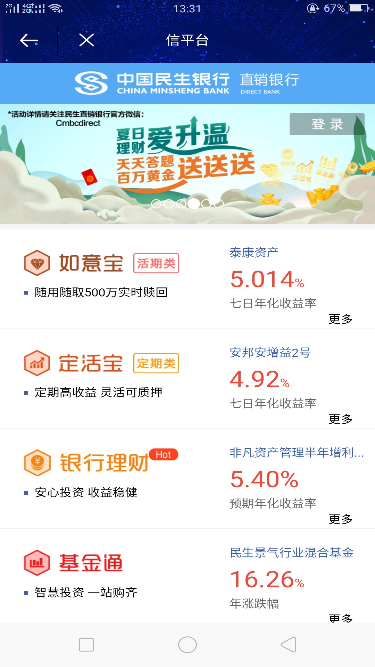 13:31
67%
信平台
中国民生银行 直销银行
CHINA MINSHENG BANK DIRECT BANK
*活动详情请关注民生直销银行官方微信：
Cmbcdirect
登 录
夏日
理财
爱升温
天天答题
百万黄金
送送送
如意宝
活期类
随用随取500万实时赎回
泰康资产
5.014%
七日年化收益率
更多
定活宝
定期类
定期高收益 灵活可质押
安邦安增益2号
4.92%
七日年化收益率
更多
银行理财
Hot
安心投资 收益稳健
非凡资产管理半年增利...
5.40%
预期年化收益率
更多
基金通
智慧投资 一站购齐
民生景气行业混合基金
16.26%
年涨跌幅
更多